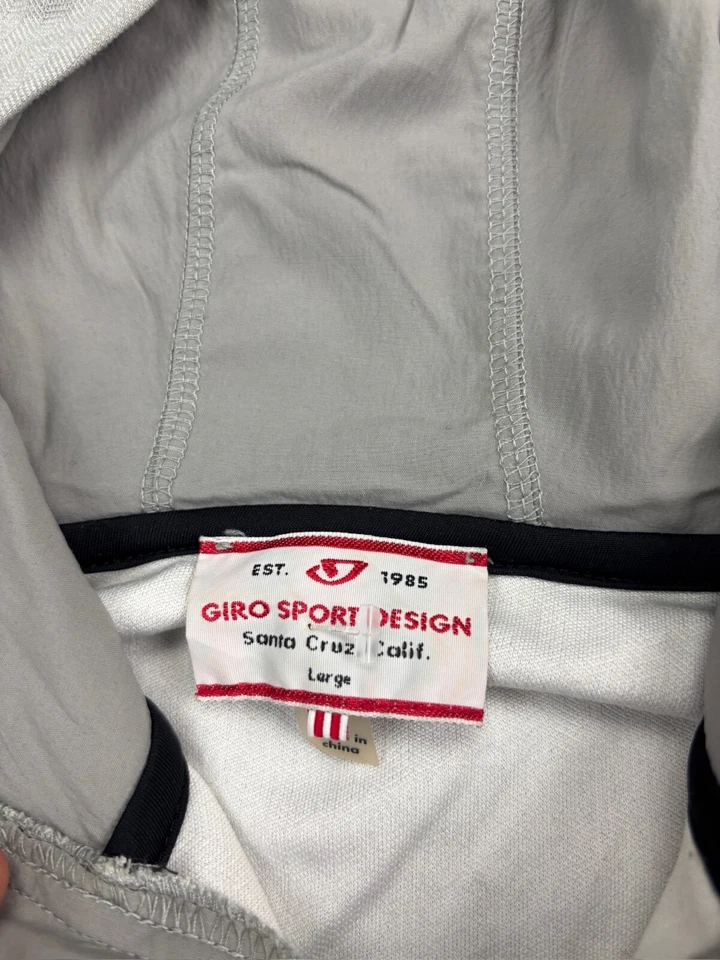 EST. 1985
GIRO SPORT DESIGN
Santa Cruz, Calif.
Large
in
china